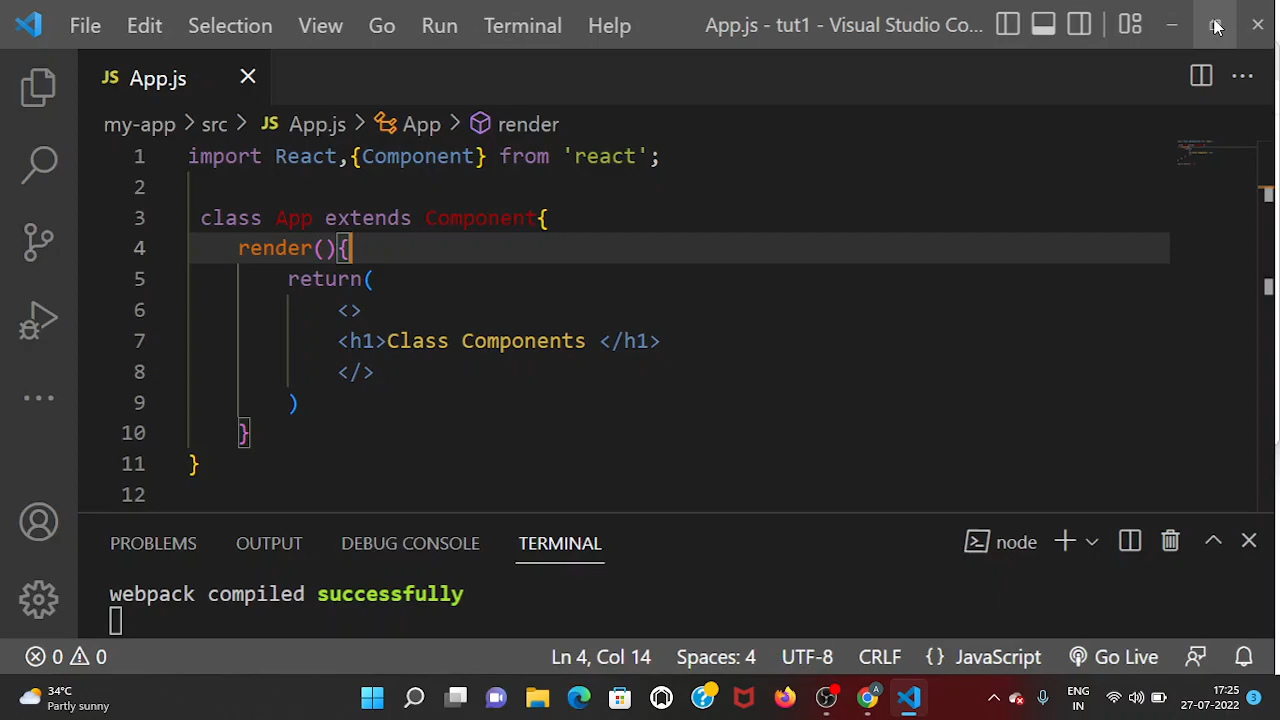 File Edit Selection View Go Run Terminal Help App.js - tut1 - Visual Studio Co...
JS App.js
my-app > src > JS App.js > App > render
1 import React,{Component} from 'react';
2
3 class App extends Component{
4 render(){
5 return(
6 <>
7 <h1>Class Components </h1>
8 </>
9 )
10 }
11 }
12
PROBLEMS OUTPUT DEBUG CONSOLE TERMINAL node
webpack compiled successfully
0 0 Ln 4, Col 14 Spaces: 4 UTF-8 CRLF {} JavaScript Go Live
34°C
Partly sunny
ENG
IN
17:25
27-07-2022
3